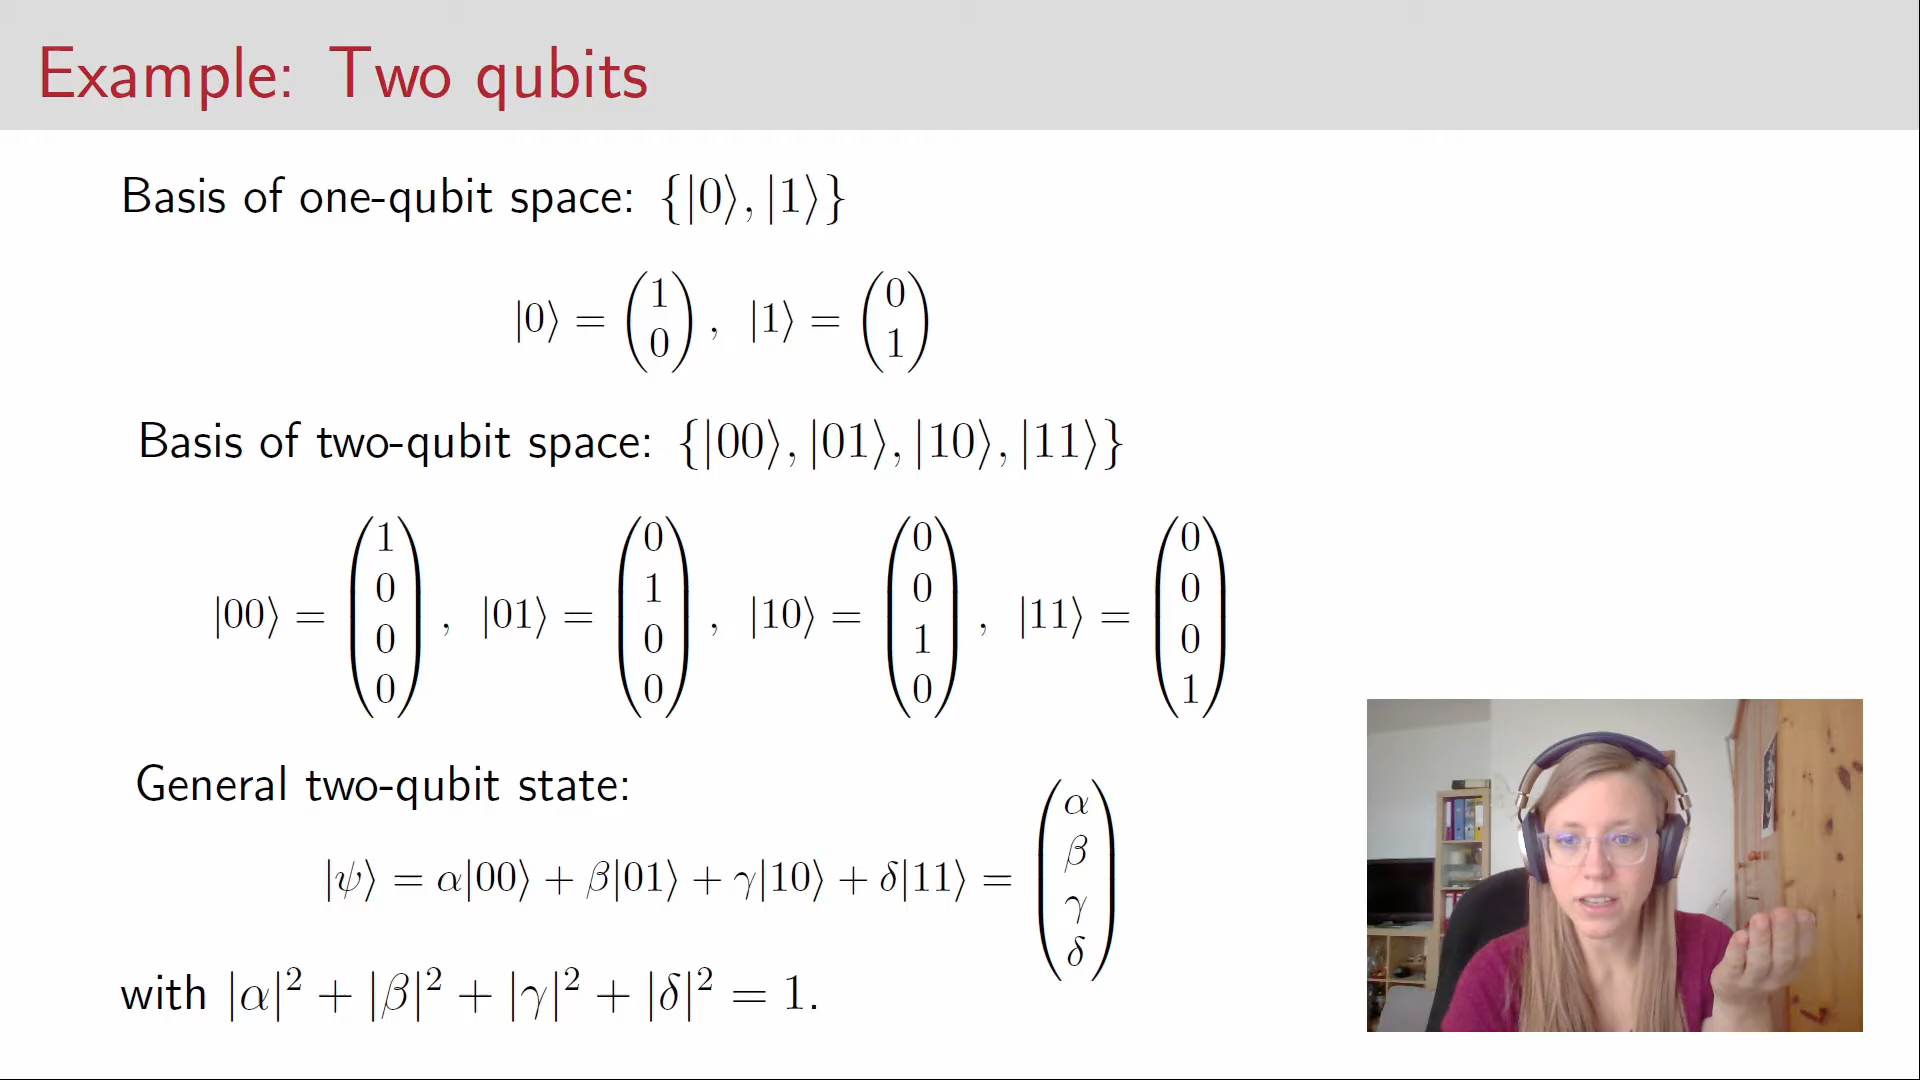 Example: Two qubits
Basis of one-qubit space: {|0⟩, |1⟩}
|0⟩ = (1 0), |1⟩ = (0 1)
Basis of two-qubit space: {|00⟩, |01⟩, |10⟩, |11⟩}
|00⟩ = (1 0 0 0), |01⟩ = (0 1 0 0), |10⟩ = (0 0 1 0), |11⟩ = (0 0 0 1)
General two-qubit state:
|ψ⟩ = α|00⟩ + β|01⟩ + γ|10⟩ + δ|11⟩ = (α β γ δ)
with |α|² + |β|² + |γ|² + |δ|² = 1.